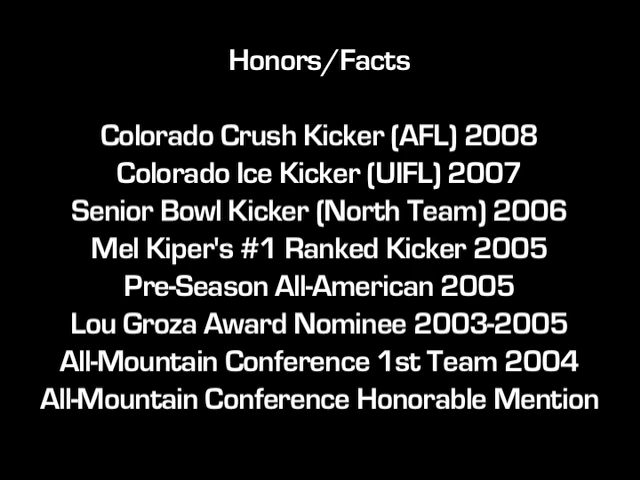 Honors/Facts
Colorado Crush Kicker (AFL) 2008
Colorado Ice Kicker (UIFL) 2007
Senior Bowl Kicker (North Team) 2006
Mel Kiper's #1 Ranked Kicker 2005
Pre-Season All-American 2005
Lou Groza Award Nominee 2003-2005
All-Mountain Conference 1st Team 2004
All-Mountain Conference Honorable Mention